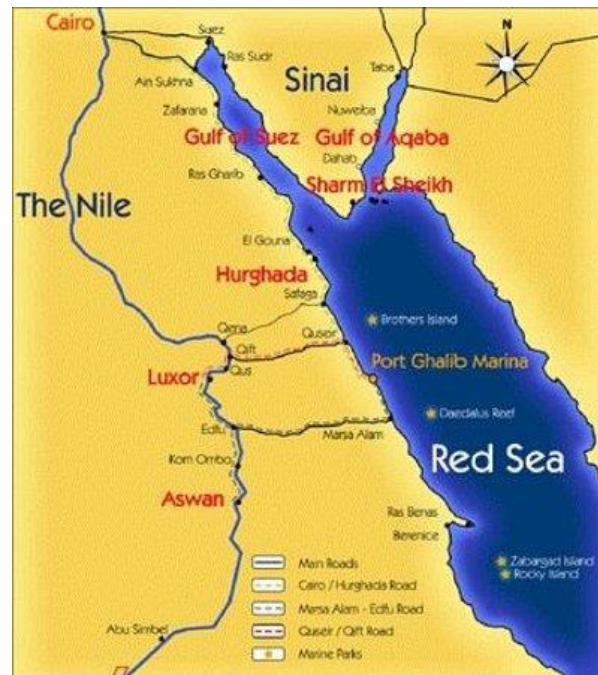 Cairo
Suez
N
Ras Sudr
Sinai
Taba
Ain Sukhna
Zafarana
Nuweiba
Gulf of Suez
Gulf of Aqaba
Dahab
Ras Gharib
Sharm El Sheikh
The Nile
El Gouna
Hurghada
Safaga
Brothers Island
Qena
Quseir
Qift
Port Ghalib Marina
Qus
Luxor
Daedalus Reef
Edfu
Marsa Alam
Red Sea
Kom Ombo
Aswan
Ras Benas
Berenice
Zabargad Island
Rocky Island
Main Roads
Cairo / Hurghada Road
Marsa Alam - Edfu Road
Abu Simbel
Quseir / Qift Road
Marine Parks